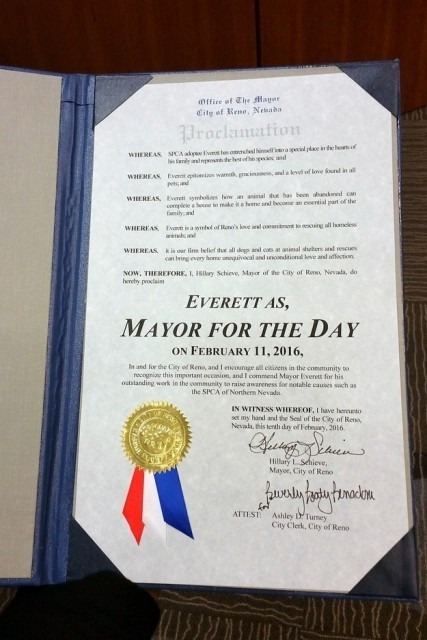 Office of The Mayor
City of Reno, Nevada
Proclamation
WHEREAS, SPCA adoptee Everett has entrenched himself into a special place in the hearts of
his family and represents the best of his species; and
WHEREAS, Everett epitomizes warmth, graciousness, and a level of love found in all
pets; and
WHEREAS, Everett symbolizes how an animal that has been abandoned can
complete a house to make it a home and become an essential part of the
family; and
WHEREAS, Everett is a symbol of Reno's love and commitment to rescuing all homeless
animals; and
WHEREAS, it is our firm belief that all dogs and cats at animal shelters and rescues
can bring every home unequivocal and unconditional love and affection.
NOW, THEREFORE, I, Hillary Schieve, Mayor of the City of Reno, Nevada, do
hereby proclaim
EVERETT AS,
MAYOR FOR THE DAY
ON FEBRUARY 11, 2016,
In and for the City of Reno, and I encourage all citizens in the community to
recognize this important occasion, and I commend Mayor Everett for his
outstanding work in the community to raise awareness for notable causes such as
the SPCA of Northern Nevada.
IN WITNESS WHEREOF, I have hereunto
set my hand and the Seal of the City of Reno,
Nevada, this tenth day of February, 2016.
Hillary L. Schieve
Hillary L. Schieve,
Mayor, City of Reno
for
ATTEST: Ashley D. Turney
City Clerk, City of Reno